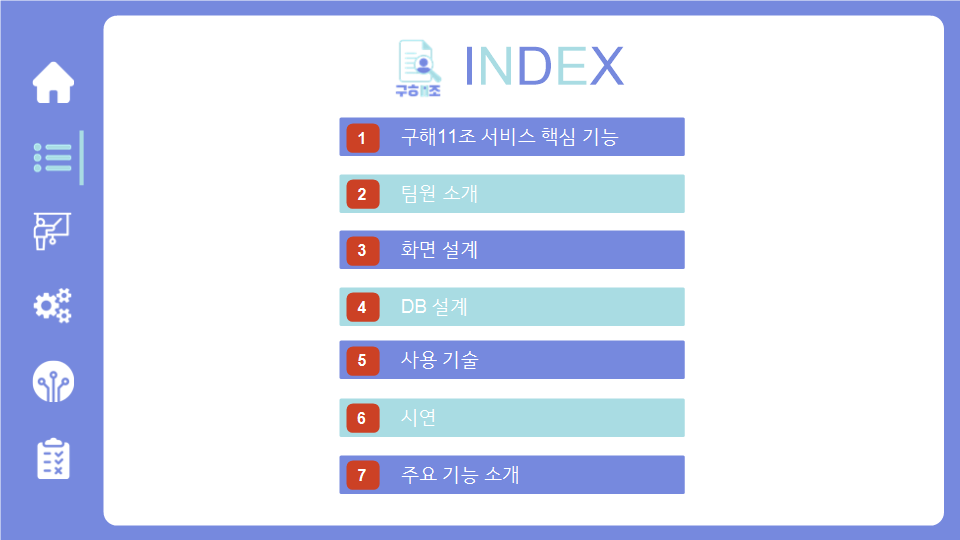 구해11조
INDEX
1 구해11조 서비스 핵심 기능
2 팀원 소개
3 화면 설계
4 DB 설계
5 사용 기술
6 시연
7 주요 기능 소개